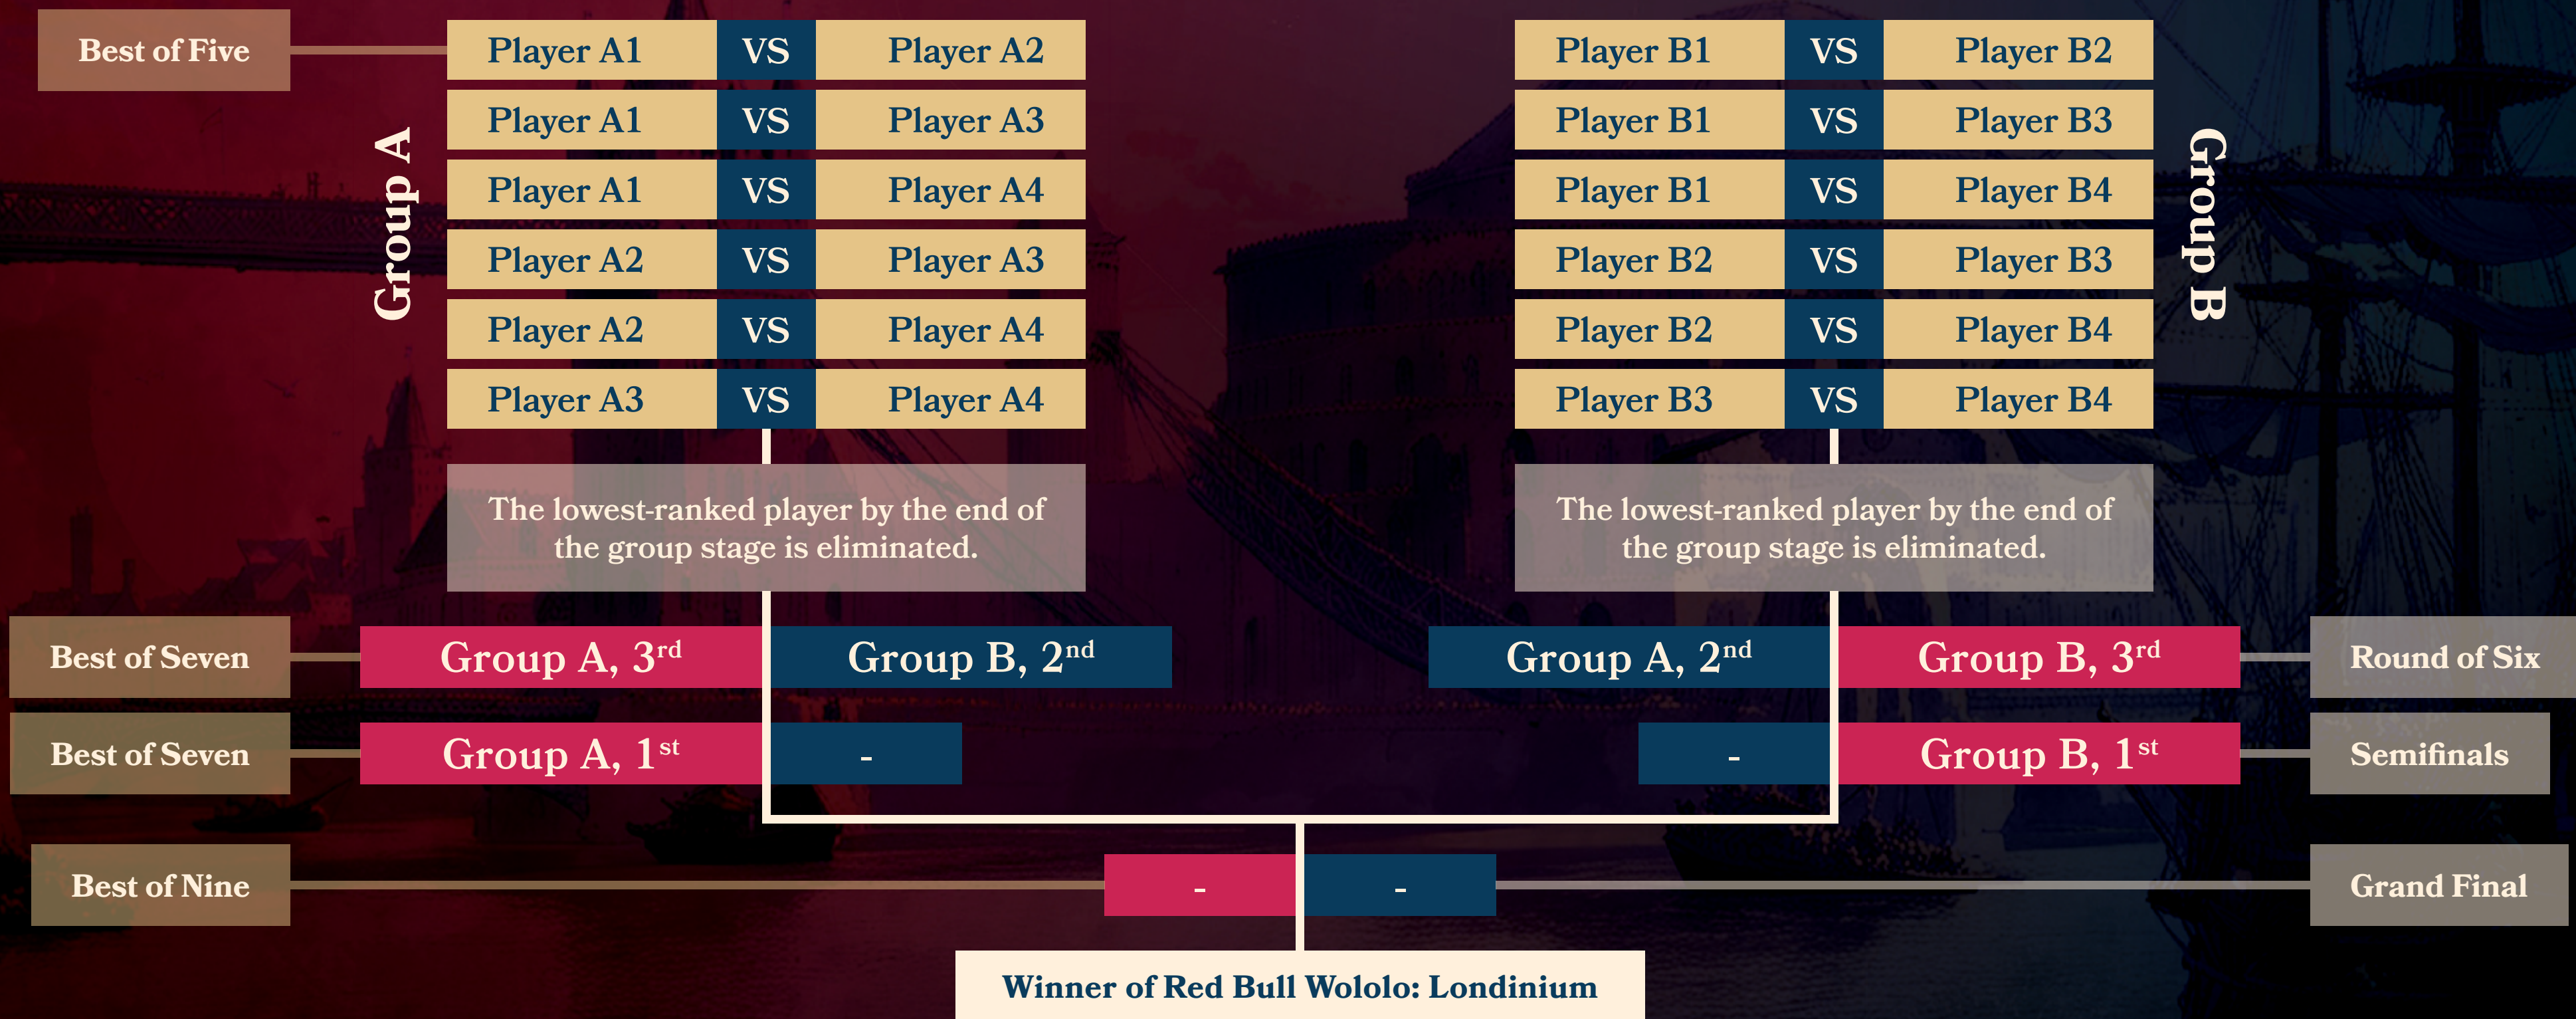 Best of Five
Group A
Player A1 VS Player A2
Player A1 VS Player A3
Player A1 VS Player A4
Player A2 VS Player A3
Player A2 VS Player A4
Player A3 VS Player A4
The lowest-ranked player by the end of
the group stage is eliminated.
Group B
Player B1 VS Player B2
Player B1 VS Player B3
Player B1 VS Player B4
Player B2 VS Player B3
Player B2 VS Player B4
Player B3 VS Player B4
The lowest-ranked player by the end of
the group stage is eliminated.
Best of Seven Group A, 3rd Group B, 2nd Group A, 2nd Group B, 3rd Round of Six
Best of Seven Group A, 1st - - Group B, 1st Semifinals
Best of Nine - - Grand Final
Winner of Red Bull Wololo: Londinium